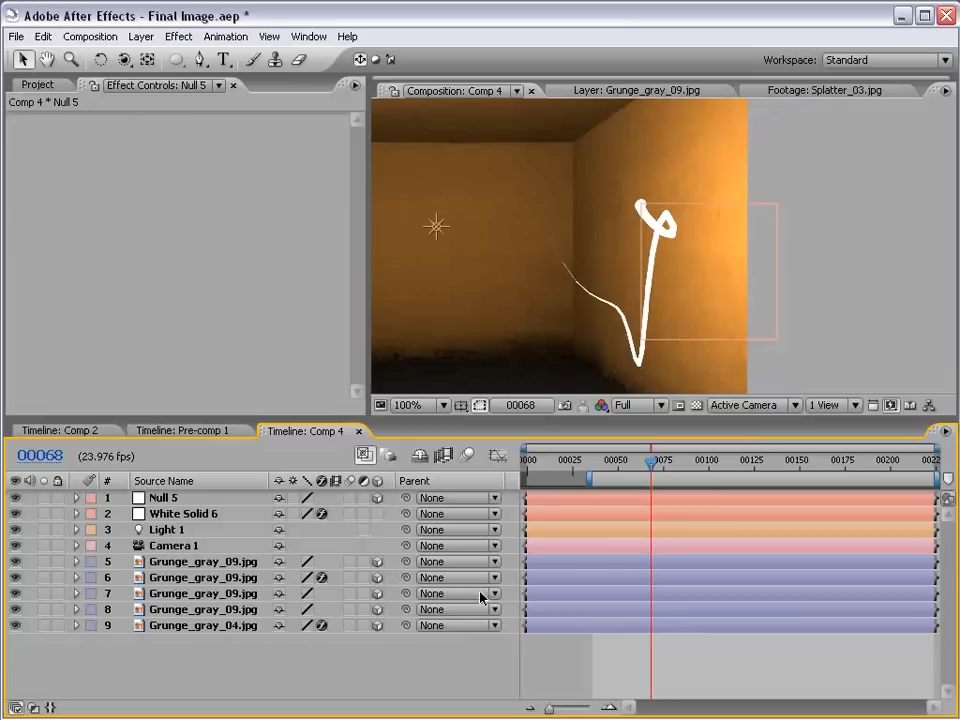 Adobe After Effects - Final Image.aep *
File Edit Composition Layer Effect Animation View Window Help
Workspace: Standard
Project Effect Controls: Null 5
Comp 4 * Null 5
Composition: Comp 4 Layer: Grunge_gray_09.jpg Footage: Splatter_03.jpg
100% 00068 Full Active Camera 1 View
Timeline: Comp 2 Timeline: Pre-comp 1 Timeline: Comp 4
00068 (23.976 fps)
0000 00025 00050 00075 00100 00125 00150 00175 00200 0022
# Source Name Parent
1 Null 5 None
2 White Solid 6 None
3 Light 1 None
4 Camera 1 None
5 Grunge_gray_09.jpg None
6 Grunge_gray_09.jpg None
7 Grunge_gray_09.jpg None
8 Grunge_gray_09.jpg None
9 Grunge_gray_04.jpg None